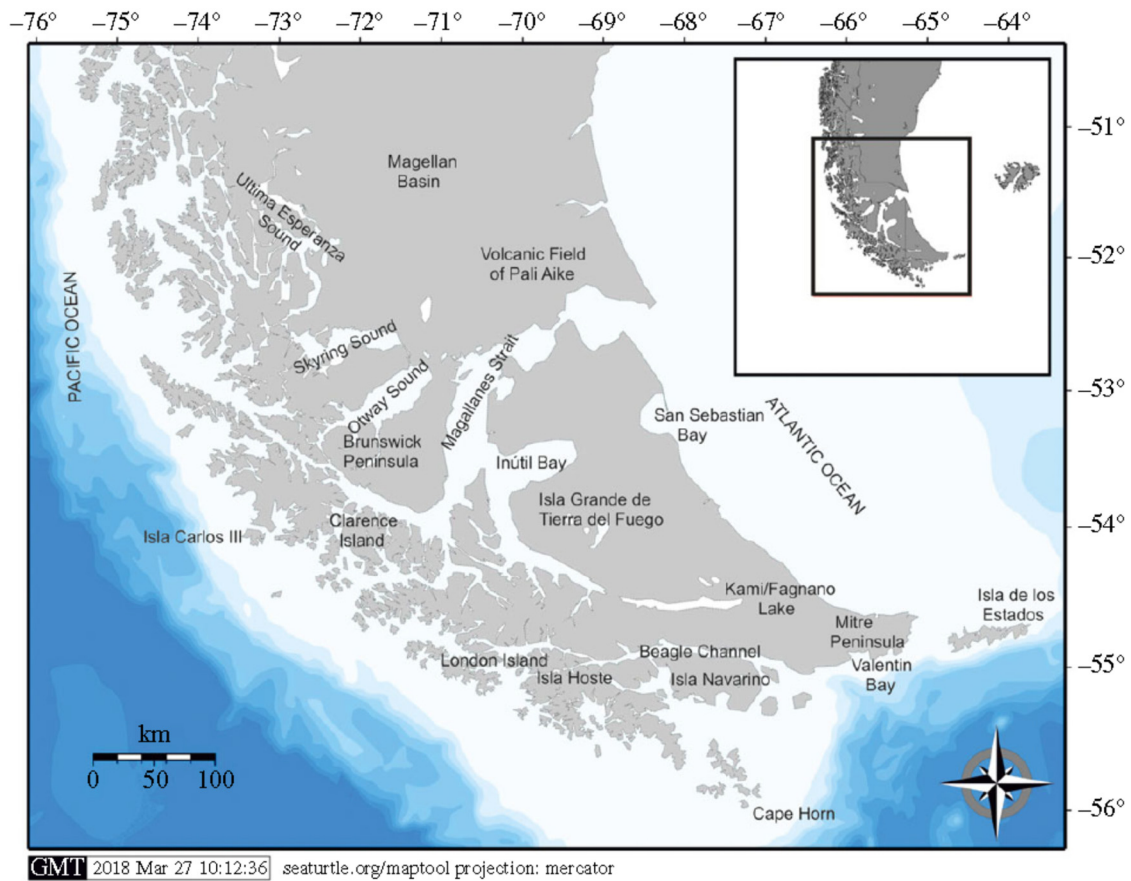 −76° −75° −74° −73° −72° −71° −70° −69° −68° −67° −66° −65° −64°
−51°
Magellan
Basin
Ultima Esperanza
Sound
Volcanic Field
of Pali Aike
−52°
PACIFIC OCEAN
Skyring Sound
Otway Sound
Magallanes Strait
−53°
San Sebastian
Bay
ATLANTIC OCEAN
Brunswick
Peninsula
Inútil Bay
Isla Grande de
Tierra del Fuego
Clarence
Island
Isla Carlos III
−54°
Kami/Fagnano
Lake
Isla de los
Estados
Mitre
Peninsula
Beagle Channel
London Island
Isla Hoste
Isla Navarino
Valentin
Bay
−55°
km
0 50 100
Cape Horn
−56°
GMT 2018 Mar 27 10:12:36 seaturtle.org/maptool projection: mercator